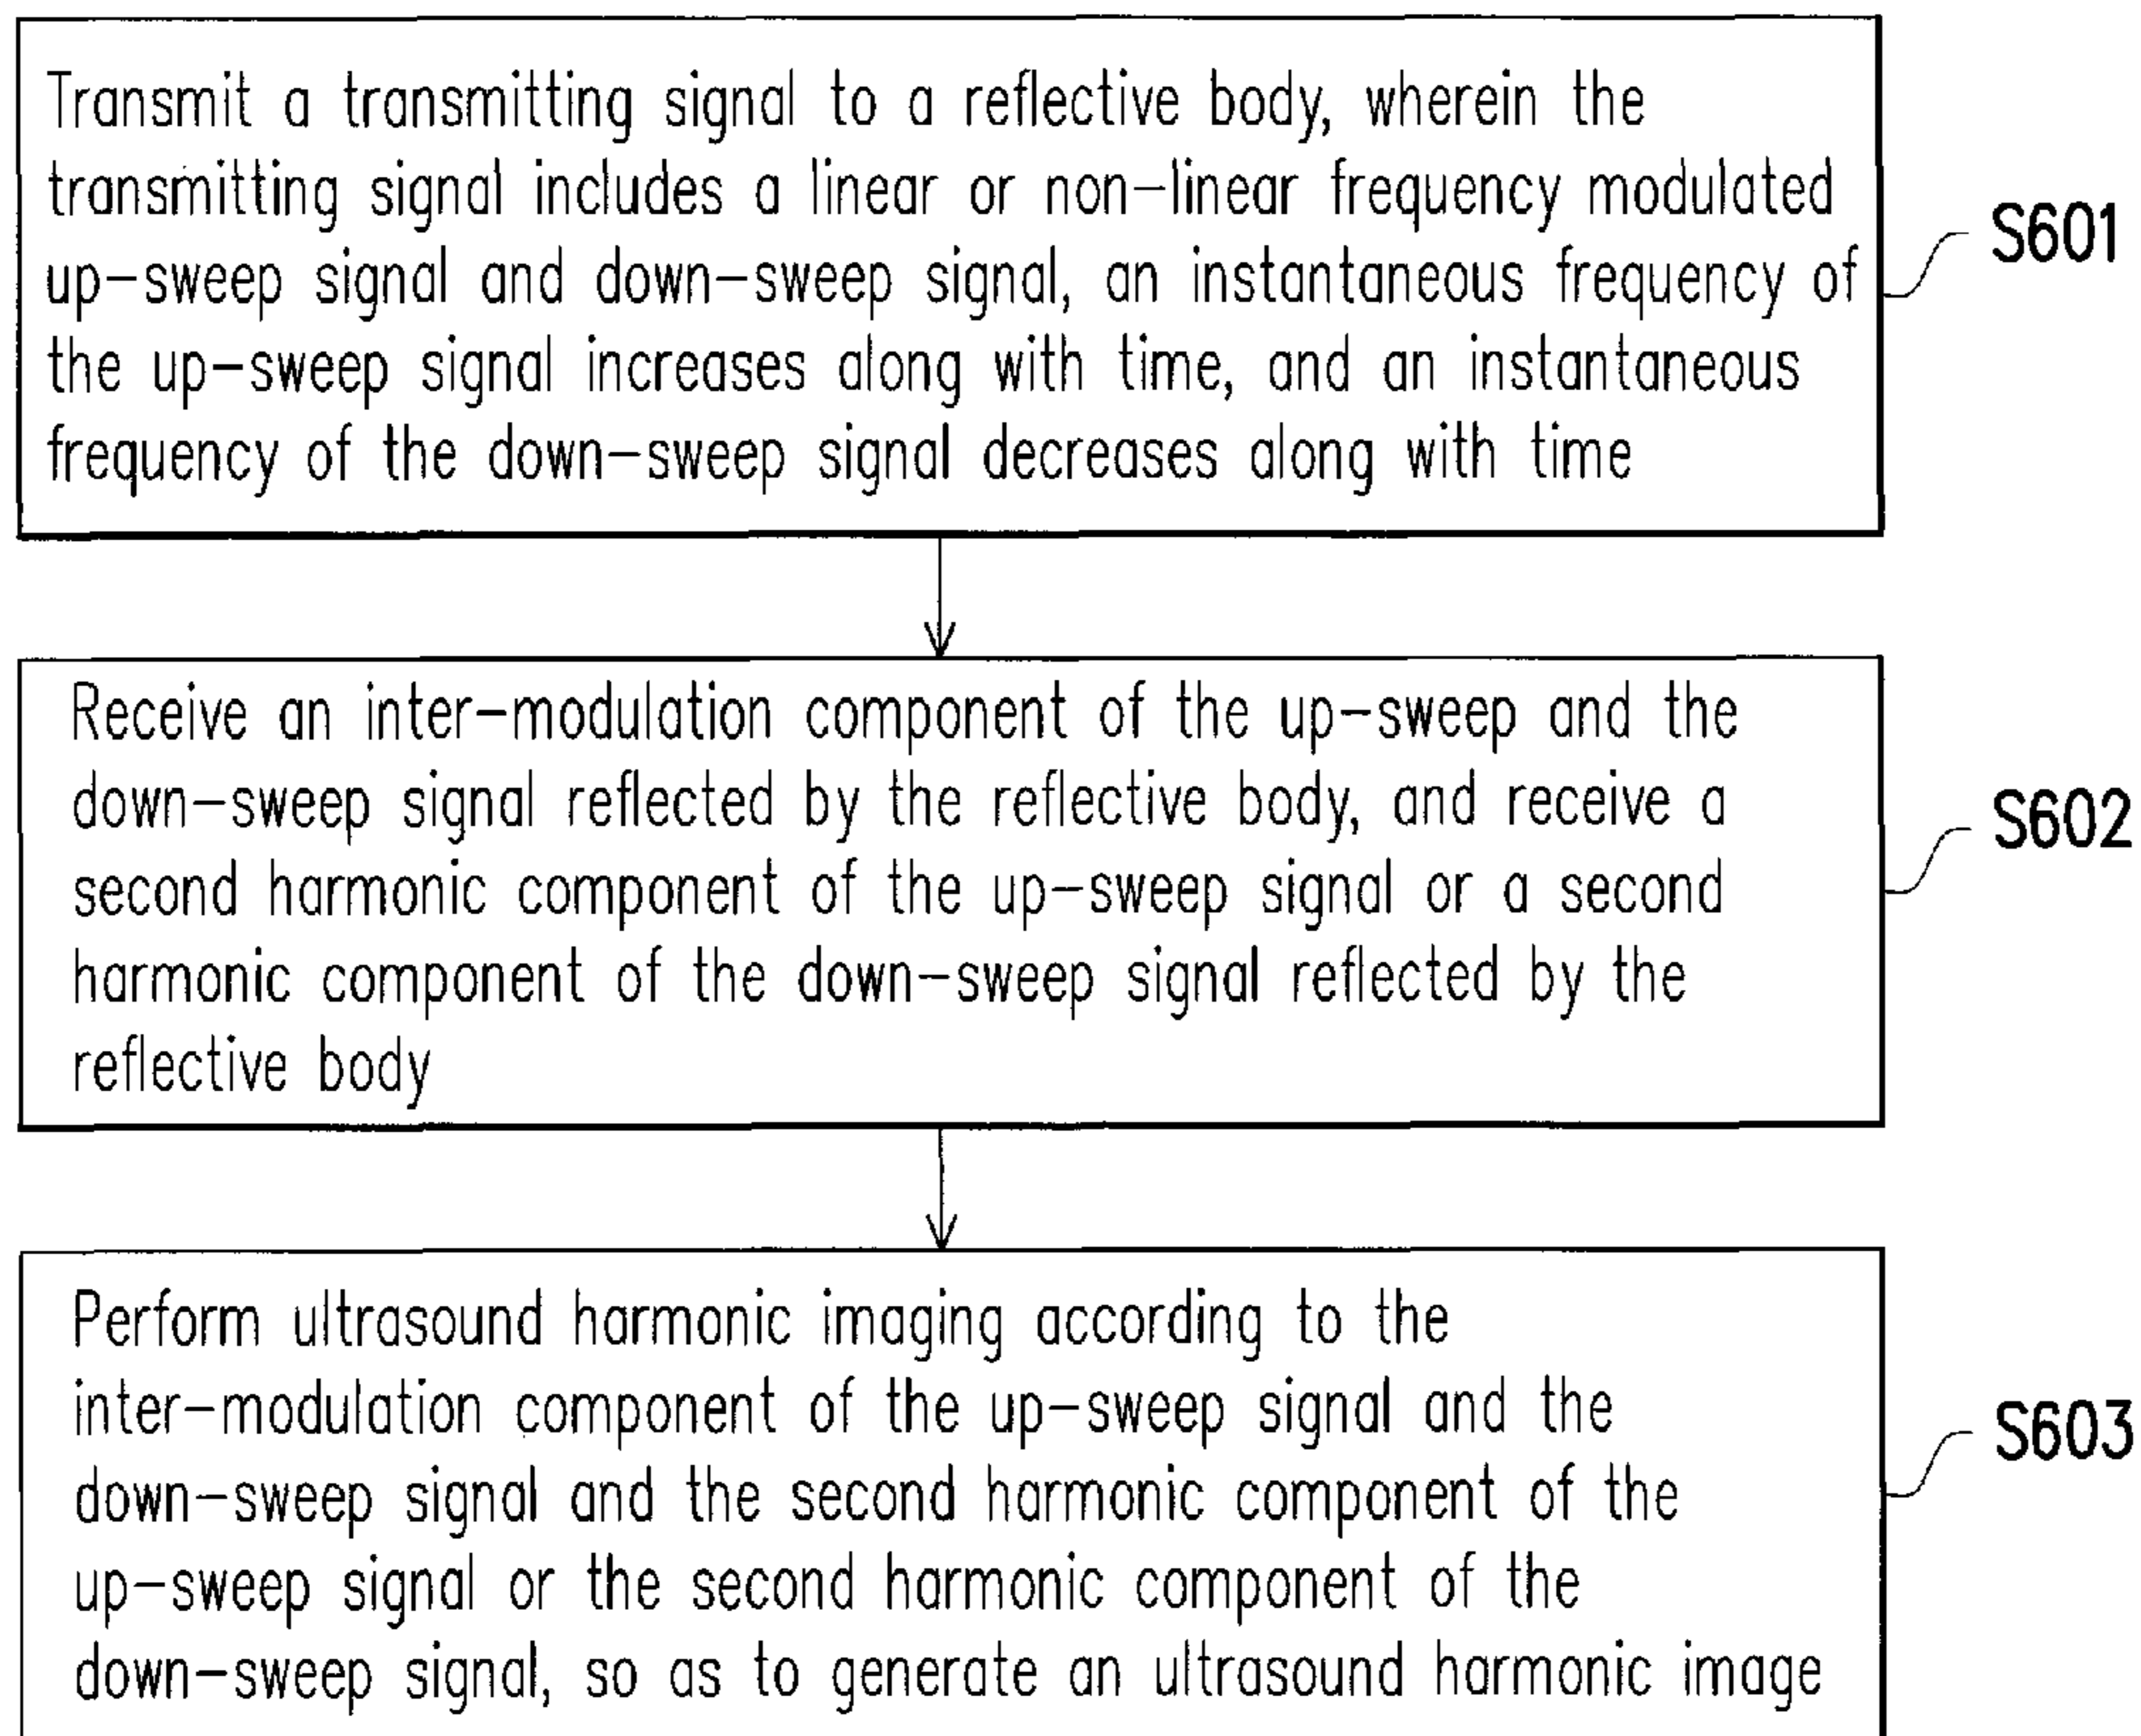 Transmit a transmitting signal to a reflective body, wherein the
transmitting signal includes a linear or non-linear frequency modulated
up-sweep signal and down-sweep signal, an instantaneous frequency of
the up-sweep signal increases along with time, and an instantaneous
frequency of the down-sweep signal decreases along with time
S601
Receive an inter-modulation component of the up-sweep and the
down-sweep signal reflected by the reflective body, and receive a
second harmonic component of the up-sweep signal or a second
harmonic component of the down-sweep signal reflected by the
reflective body
S602
Perform ultrasound harmonic imaging according to the
inter-modulation component of the up-sweep signal and the
down-sweep signal and the second harmonic component of the
up-sweep signal or the second harmonic component of the
down-sweep signal, so as to generate an ultrasound harmonic image
S603